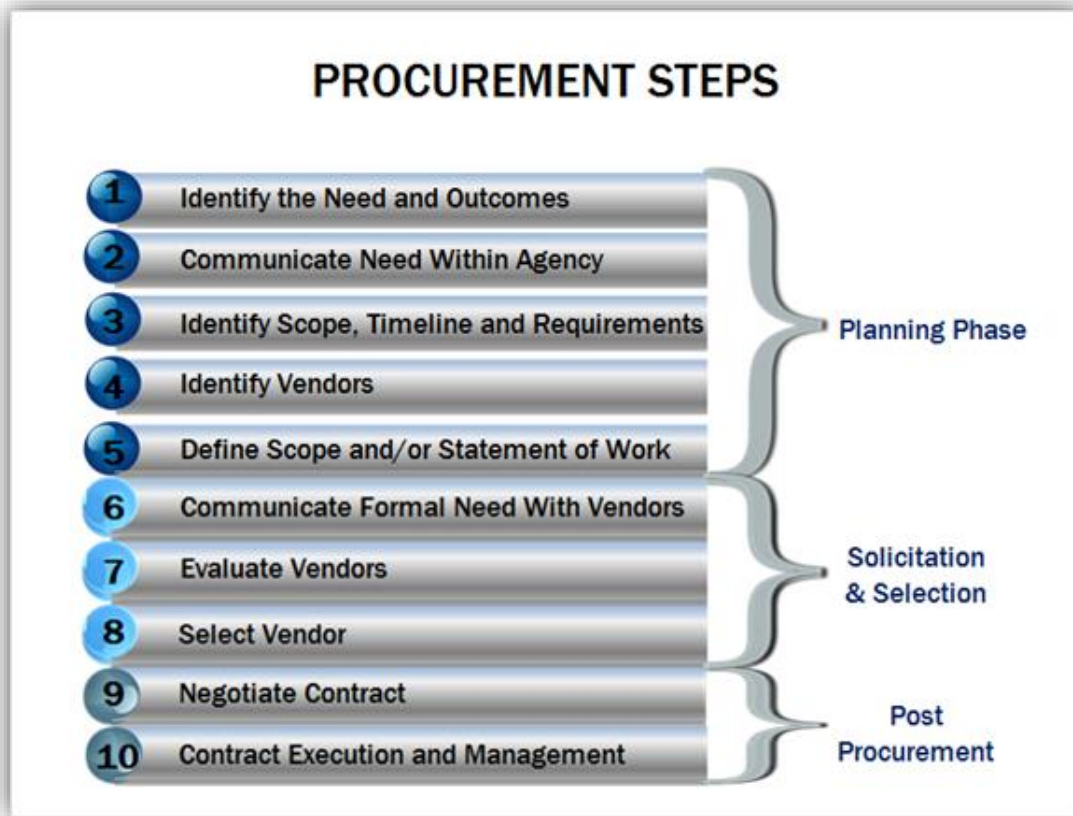 PROCUREMENT STEPS
1 Identify the Need and Outcomes
2 Communicate Need Within Agency
3 Identify Scope, Timeline and Requirements
4 Identify Vendors
5 Define Scope and/or Statement of Work
Planning Phase
6 Communicate Formal Need With Vendors
7 Evaluate Vendors
8 Select Vendor
Solicitation
& Selection
9 Negotiate Contract
10 Contract Execution and Management
Post
Procurement